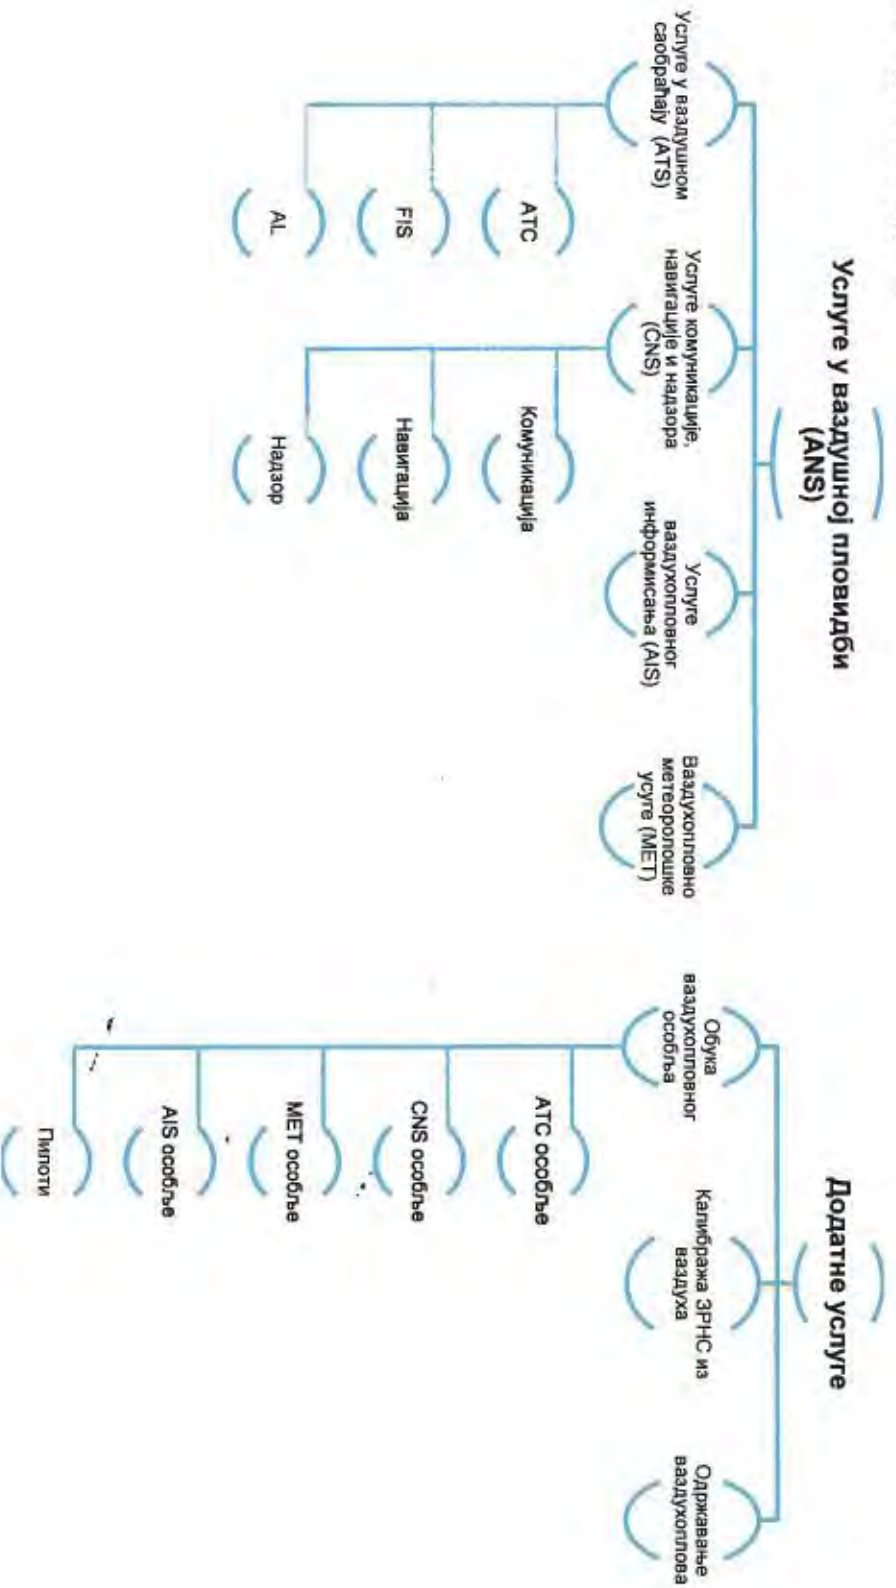 Услуге у ваздушној пловидби
(ANS)
Услуге у ваздушном
саобраћају (ATS)
ATC
FIS
AL
Услуге комуникације,
навигације и надзора
(CNS)
Комуникација
Навигација
Надзор
Услуге
ваздухопловног
информисања (AIS)
Ваздухопловно
метеоролошке
усуге (MET)
Додатне услуге
Обука
ваздухопловног
особља
ATC особље
CNS особље
MET особље
AIS особље
Пилоти
Калибража ЗРНС из
ваздуха
Одржавање
ваздухоплова